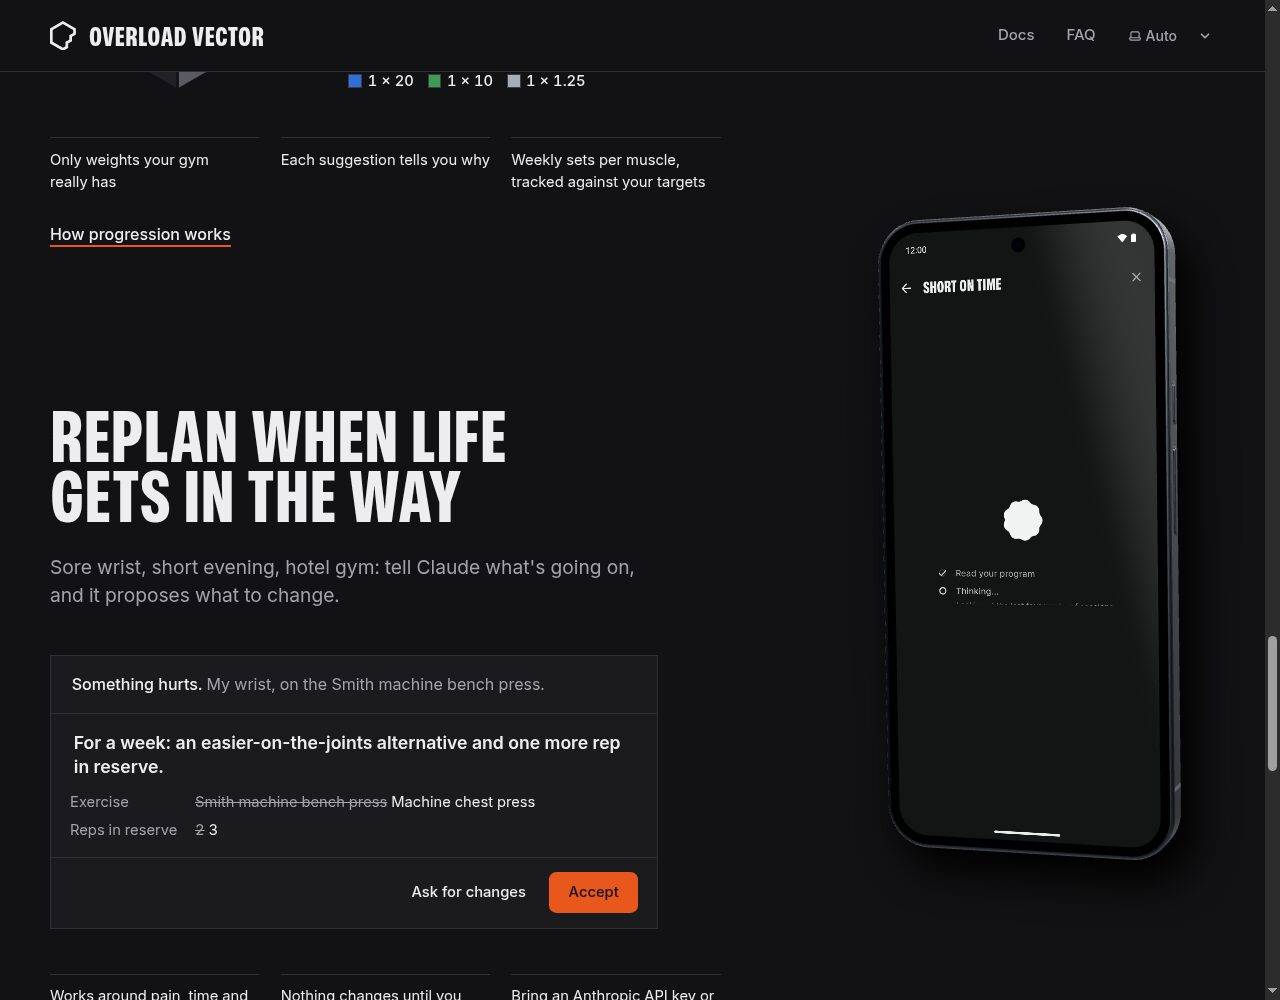 OVERLOAD VECTOR
Docs
FAQ
Auto
1 × 20
1 × 10
1 × 1.25
Only weights your gym
really has
Each suggestion tells you why
Weekly sets per muscle,
tracked against your targets
How progression works
REPLAN WHEN LIFE
GETS IN THE WAY
Sore wrist, short evening, hotel gym: tell Claude what's going on,
and it proposes what to change.
Something hurts. My wrist, on the Smith machine bench press.
For a week: an easier-on-the-joints alternative and one more rep
in reserve.
Exercise
Smith machine bench press Machine chest press
Reps in reserve
2 3
Ask for changes
Accept
Works around pain, time and
Nothing changes until you
Bring an Anthropic API key or
12:00
SHORT ON TIME
Read your program
Thinking...